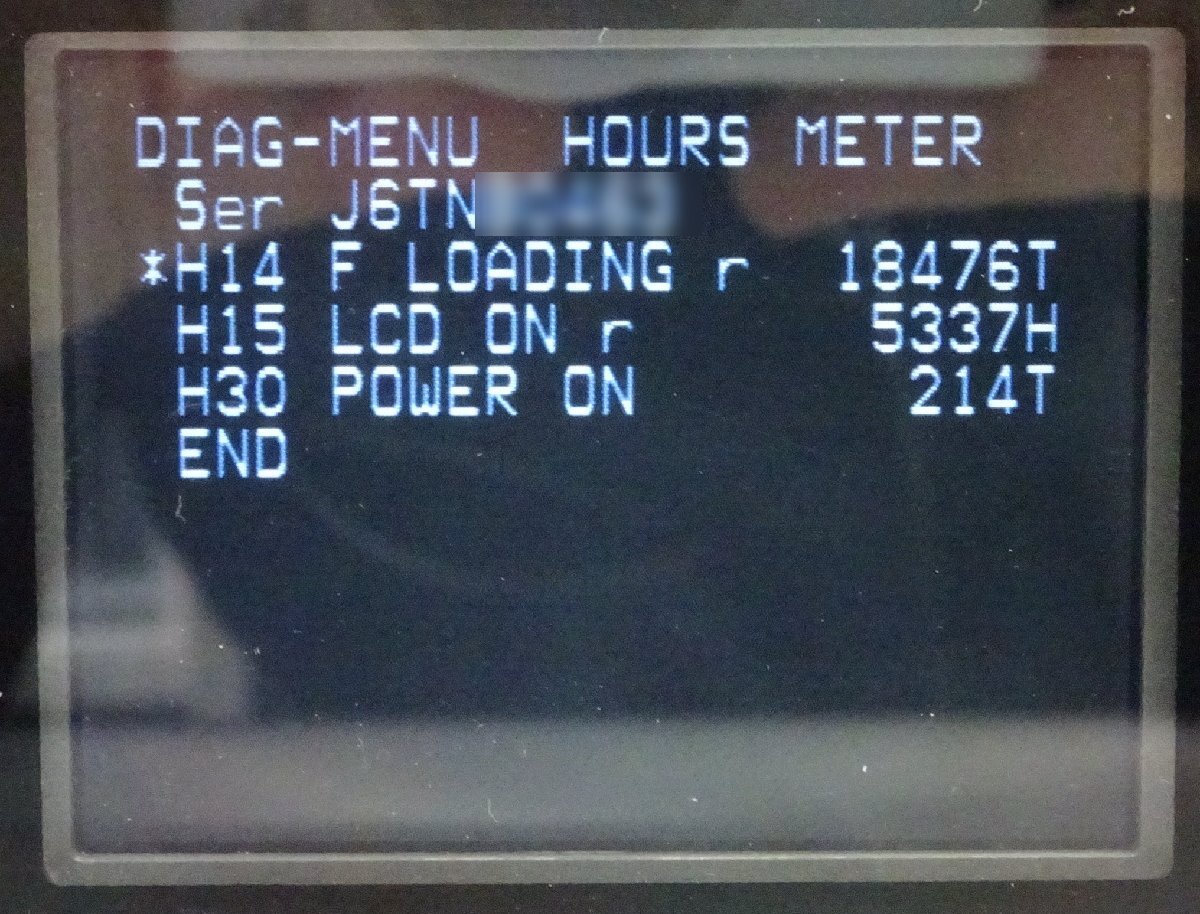 DIAG-MENU HOURS METER
Ser J6TN
*H14 F LOADING r 18476T
H15 LCD ON r 5337H
H30 POWER ON 214T
END